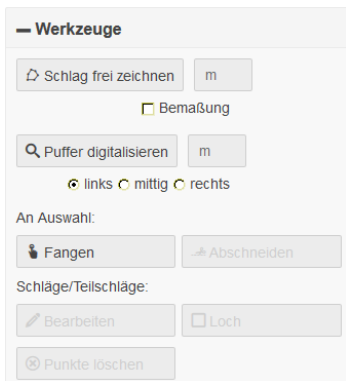 Werkzeuge
Schlag frei zeichnen m
Bemaßung
Puffer digitalisieren m
links mittig rechts
An Auswahl:
Fangen Abschneiden
Schläge/Teilschläge:
Bearbeiten Loch
Punkte löschen